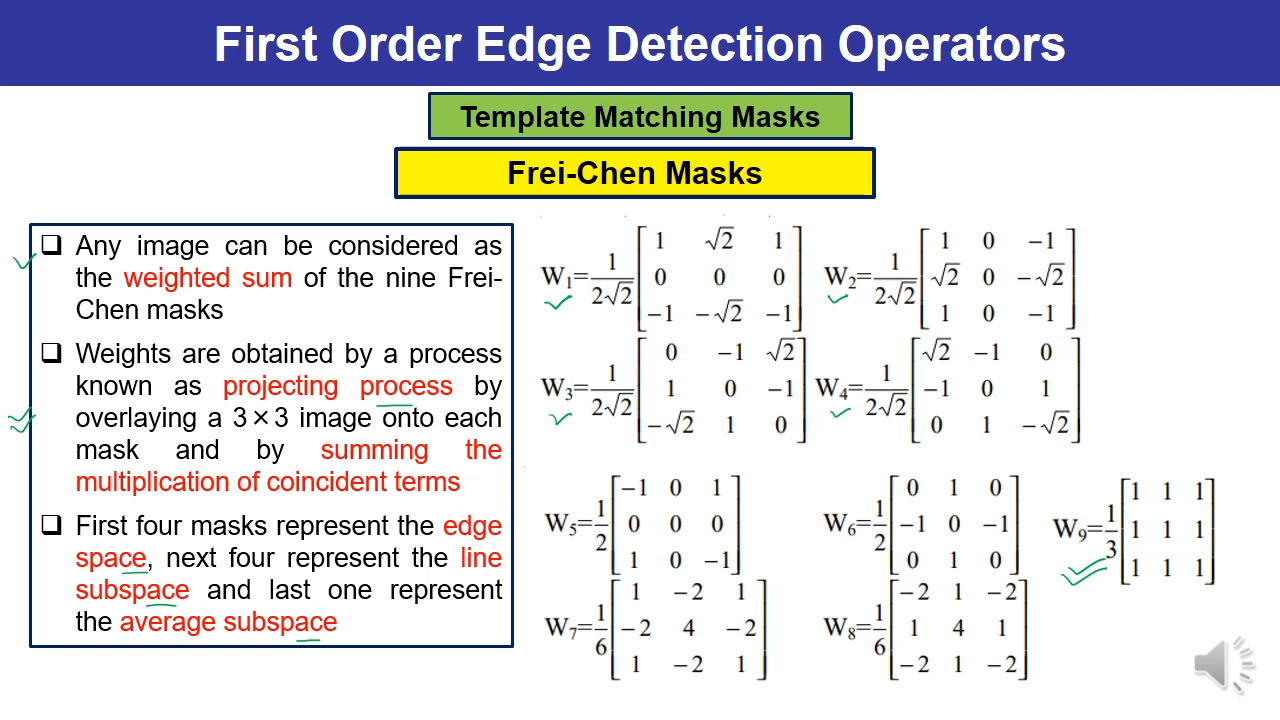 First Order Edge Detection Operators
Template Matching Masks
Frei-Chen Masks
❑ Any image can be considered as
the weighted sum of the nine Frei-
Chen masks
❑ Weights are obtained by a process
known as projecting process by
overlaying a 3 × 3 image onto each
mask and by summing the
multiplication of coincident terms
❑ First four masks represent the edge
space, next four represent the line
subspace and last one represent
the average subspace
W₁= 1/2√2 [1 √2 1; 0 0 0; −1 −√2 −1]
W₂= 1/2√2 [1 0 −1; √2 0 −√2; 1 0 −1]
W₃= 1/2√2 [0 −1 √2; 1 0 −1; −√2 1 0]
W₄= 1/2√2 [√2 −1 0; −1 0 1; 0 1 −√2]
W₅= 1/2 [−1 0 1; 0 0 0; 1 0 −1]
W₆= 1/2 [0 1 0; −1 0 −1; 0 1 0]
W₉= 1/3 [1 1 1; 1 1 1; 1 1 1]
W₇= 1/6 [1 −2 1; −2 4 −2; 1 −2 1]
W₈= 1/6 [−2 1 −2; 1 4 1; −2 1 −2]